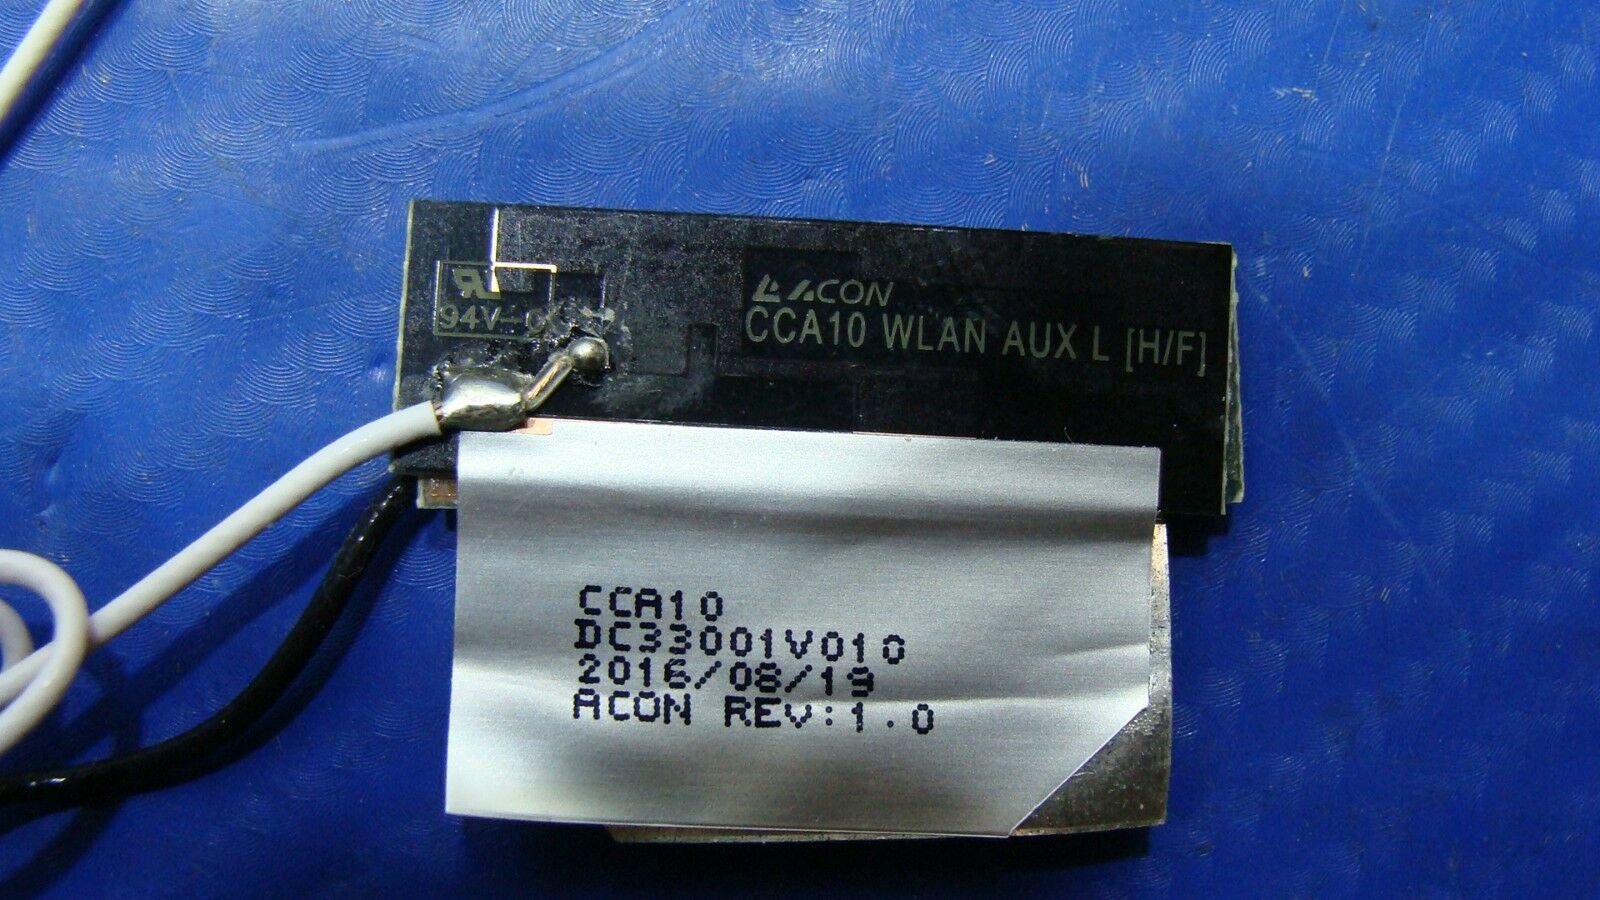 ACON
CCA10 WLAN AUX L [H/F]
94V-0
CCA10
DC33001V010
2016/08/19
ACON REV:1.0